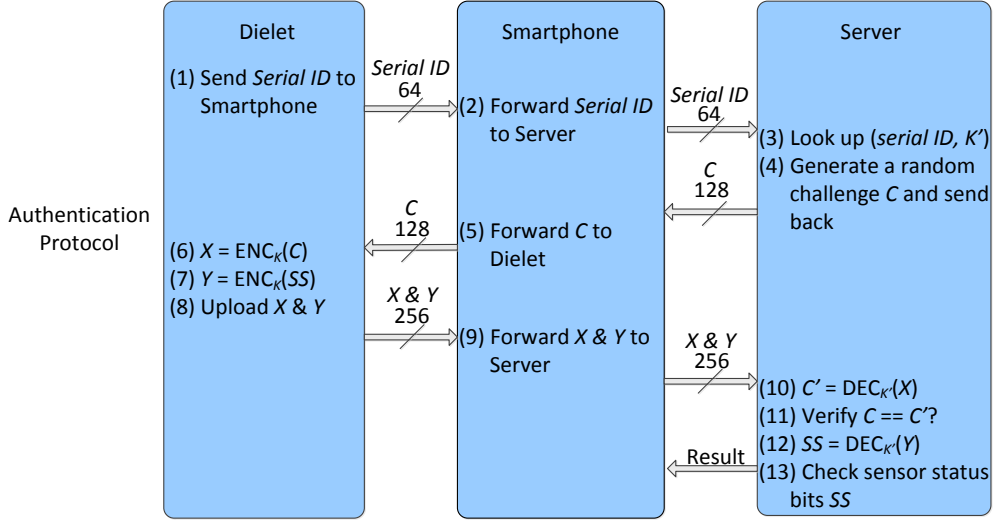 Dielet
Smartphone
Server
Authentication
Protocol
(1) Send Serial ID to
Smartphone
Serial ID
64
(2) Forward Serial ID
to Server
Serial ID
64
(3) Look up (serial ID, K’)
(4) Generate a random
challenge C and send
back
C
128
(5) Forward C to
Dielet
C
128
(6) X = ENCK(C)
(7) Y = ENCK(SS)
(8) Upload X & Y
X & Y
256
(9) Forward X & Y to
Server
X & Y
256
(10) C’ = DECK’(X)
(11) Verify C == C’?
(12) SS = DECK’(Y)
(13) Check sensor status
bits SS
Result